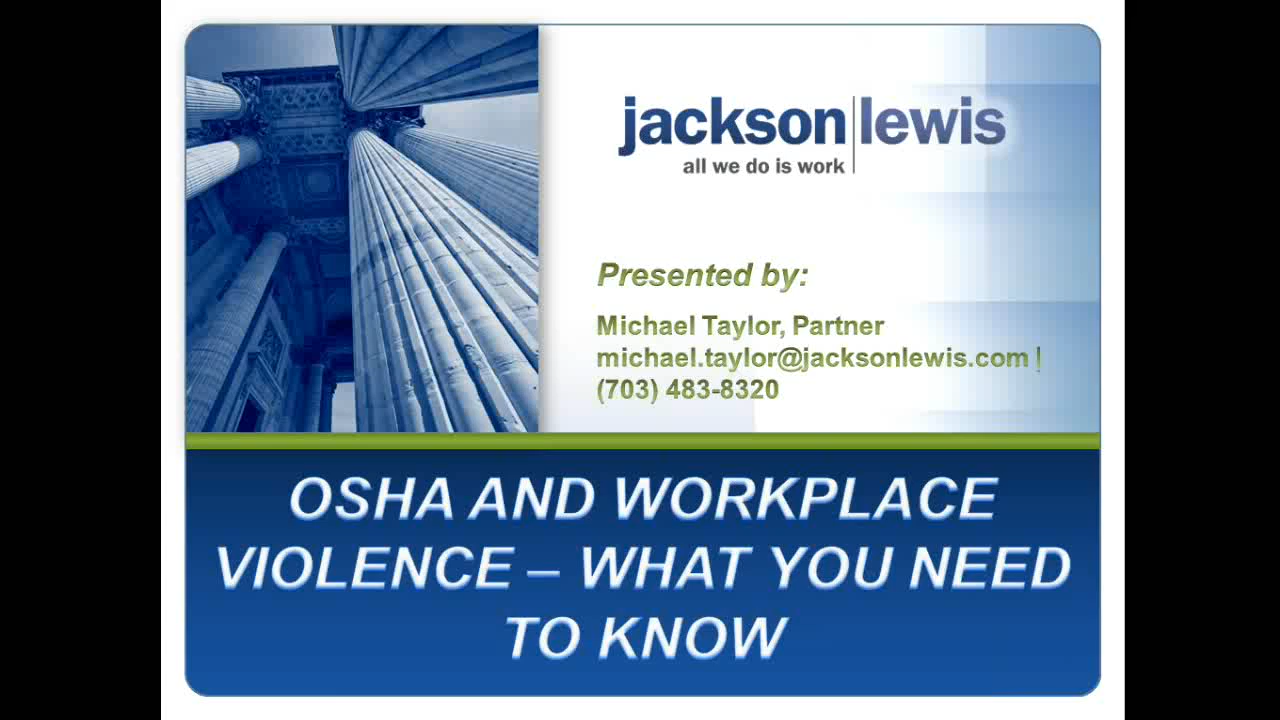 jackson|lewis
all we do is work
Presented by:
Michael Taylor, Partner
michael.taylor@jacksonlewis.com |
(703) 483-8320
OSHA AND WORKPLACE
VIOLENCE – WHAT YOU NEED
TO KNOW